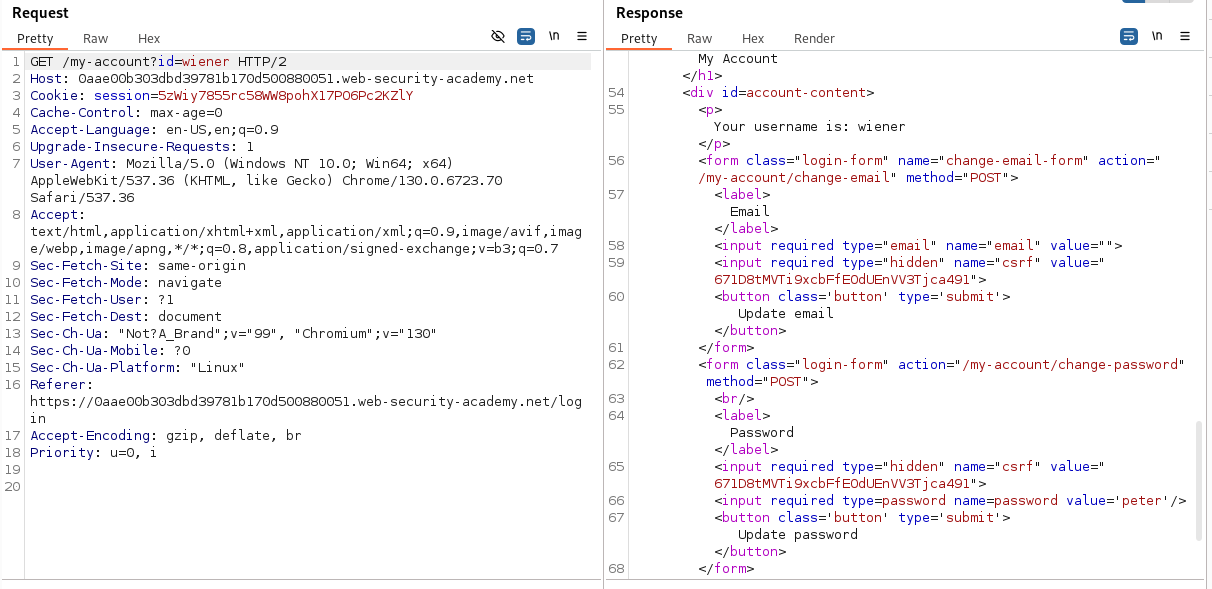 Request
Pretty Raw Hex
\n
1 GET /my-account?id=wiener HTTP/2
2 Host: 0aae00b303dbd39781b170d500880051.web-security-academy.net
3 Cookie: session=5zWiy7855rc58WW8pohX17PO6Pc2KZlY
4 Cache-Control: max-age=0
5 Accept-Language: en-US,en;q=0.9
6 Upgrade-Insecure-Requests: 1
7 User-Agent: Mozilla/5.0 (Windows NT 10.0; Win64; x64)
AppleWebKit/537.36 (KHTML, like Gecko) Chrome/130.0.6723.70
Safari/537.36
8 Accept:
text/html,application/xhtml+xml,application/xml;q=0.9,image/avif,imag
e/webp,image/apng,*/*;q=0.8,application/signed-exchange;v=b3;q=0.7
9 Sec-Fetch-Site: same-origin
10 Sec-Fetch-Mode: navigate
11 Sec-Fetch-User: ?1
12 Sec-Fetch-Dest: document
13 Sec-Ch-Ua: "Not?A_Brand";v="99", "Chromium";v="130"
14 Sec-Ch-Ua-Mobile: ?0
15 Sec-Ch-Ua-Platform: "Linux"
16 Referer:
https://0aae00b303dbd39781b170d500880051.web-security-academy.net/log
in
17 Accept-Encoding: gzip, deflate, br
18 Priority: u=0, i
19
20
Response
Pretty Raw Hex Render
\n
My Account
</h1>
54 <div id=account-content>
55 <p>
Your username is: wiener
</p>
56 <form class="login-form" name="change-email-form" action="
/my-account/change-email" method="POST">
57 <label>
Email
</label>
58 <input required type="email" name="email" value="">
59 <input required type="hidden" name="csrf" value="
671D8tMVTi9xcbFfEOdUEnVV3Tjca491">
60 <button class='button' type='submit'>
Update email
</button>
61 </form>
62 <form class="login-form" action="/my-account/change-password"
method="POST">
63 <br/>
64 <label>
Password
</label>
65 <input required type="hidden" name="csrf" value="
671D8tMVTi9xcbFfEOdUEnVV3Tjca491">
66 <input required type=password name=password value='peter'/>
67 <button class='button' type='submit'>
Update password
</button>
68 </form>